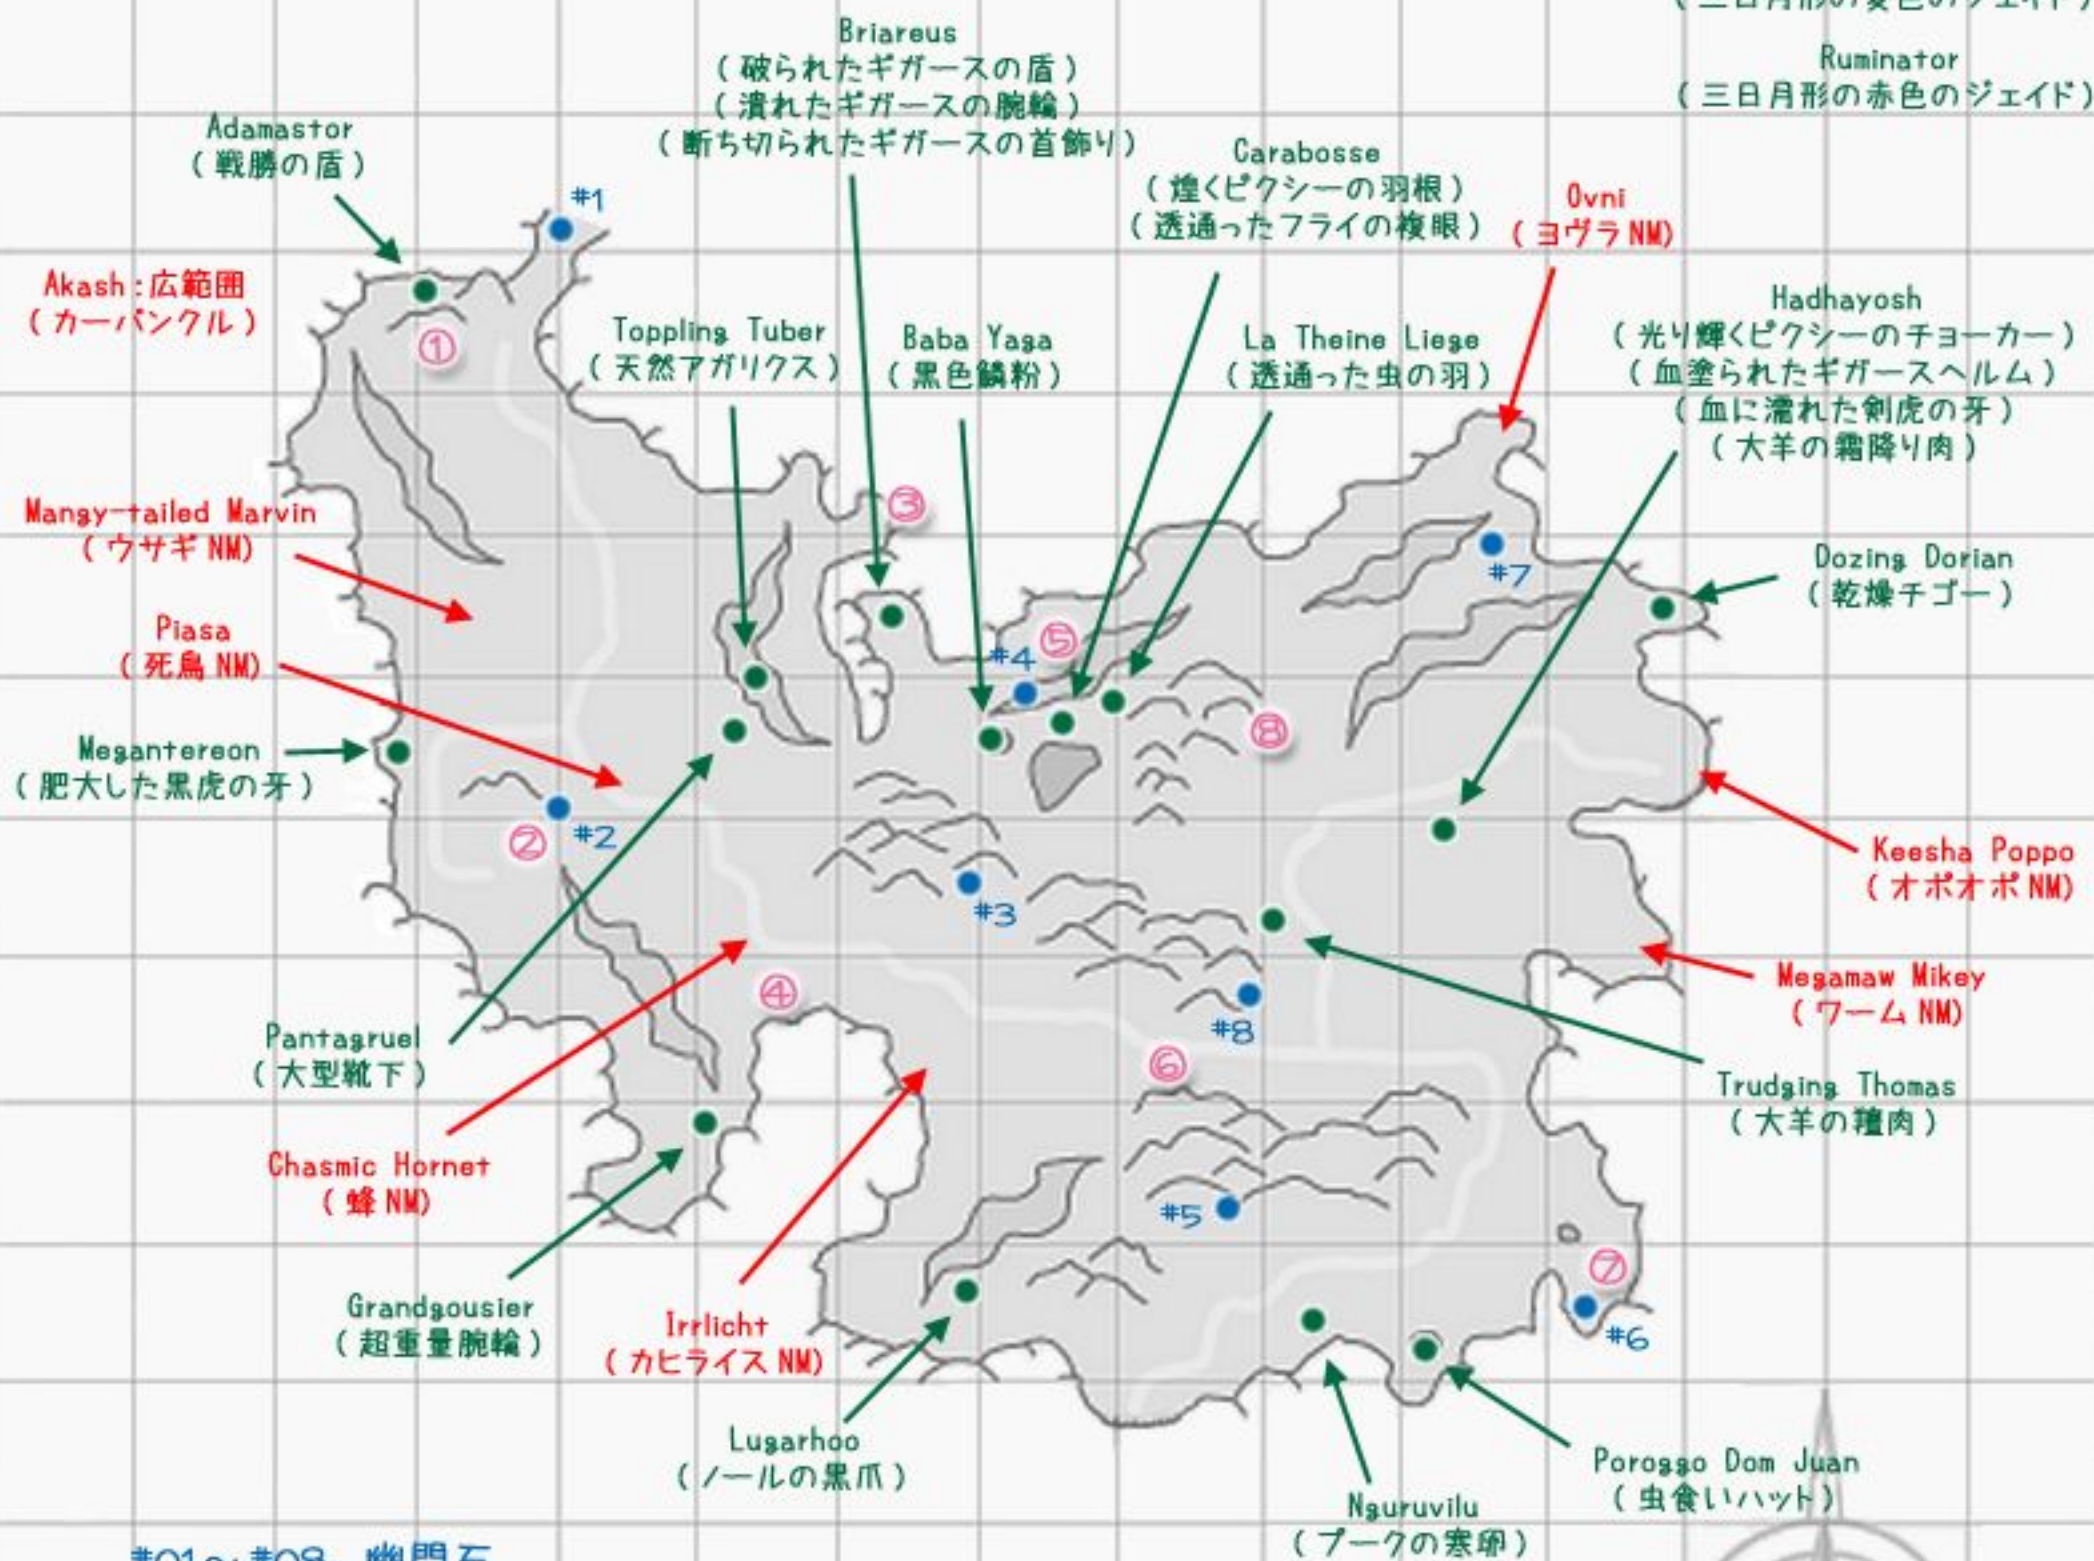 Ruminator
(三日月形の赤色のジェイド)
Briareus
(破られたギガースの盾)
(潰れたギガースの腕輪)
(断ち切られたギガースの首飾り)
Adamastor
(戦勝の盾)
Carabosse
(煌くピクシーの羽根)
(透通ったフライの複眼)
#1
Ovni
(ヨヴラNM)
Akash:広範囲
(カーバンクル)
①
Toppling Tuber
(天然アガリクス)
Baba Yaga
(黒色鱗粉)
La Theine Liege
(透通った虫の羽)
Hadhayosh
(光り輝くピクシーのチョーカー)
(血塗られたギガースヘルム)
(血に濡れた剣虎の牙)
(大羊の霜降り肉)
③
Mangy-tailed Marvin
(ウサギNM)
#7
Dozing Dorian
(乾燥チゴー)
Piasa
(死鳥NM)
⑤
#4
Megantereon
(肥大した黒虎の牙)
⑧
②
#2
#3
Keesha Poppo
(オポオポNM)
④
Megamaw Mikey
(ワームNM)
#8
Pantagruel
(大型靴下)
⑥
Trudging Thomas
(大羊の羶肉)
Chasmic Hornet
(蜂NM)
#5
⑦
#6
Grandgousier
(超重量腕輪)
Irrlicht
(カヒライスNM)
Lugarhoo
(ノールの黒爪)
Poroggo Dom Juan
(虫食いハット)
Nguruvilu
(プークの寒卵)